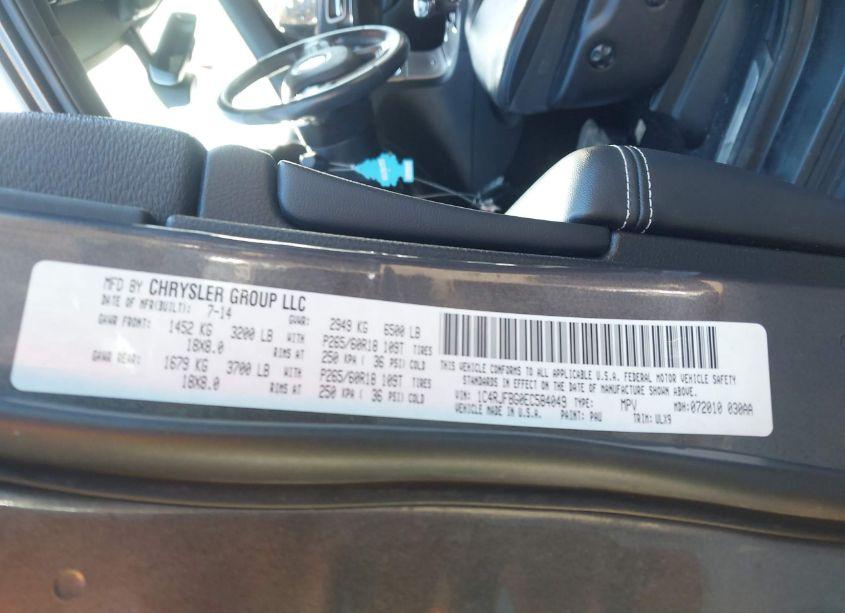 MFD BY CHRYSLER GROUP LLC
DATE OF MFR(BUILT): 7-14 GVWR: 2949 KG 6500 LB
GAWR FRONT: 1452 KG 3200 LB WITH P265/60R18 109T TIRES
18X8.0 RIMS AT 250 KPA ( 36 PSI) COLD
GAWR REAR: 1679 KG 3700 LB WITH P265/60R18 109T TIRES
18X8.0 RIMS AT 250 KPA ( 36 PSI) COLD
THIS VEHICLE CONFORMS TO ALL APPLICABLE U.S.A. FEDERAL MOTOR VEHICLE SAFETY
STANDARDS IN EFFECT ON THE DATE OF MANUFACTURE SHOWN ABOVE.
VIN: 1C4RJFBG0EC584049 TYPE: MPV MDH: 072010 030AA
VEHICLE MADE IN U.S.A. PAINT: PAU TRIM: ULX9